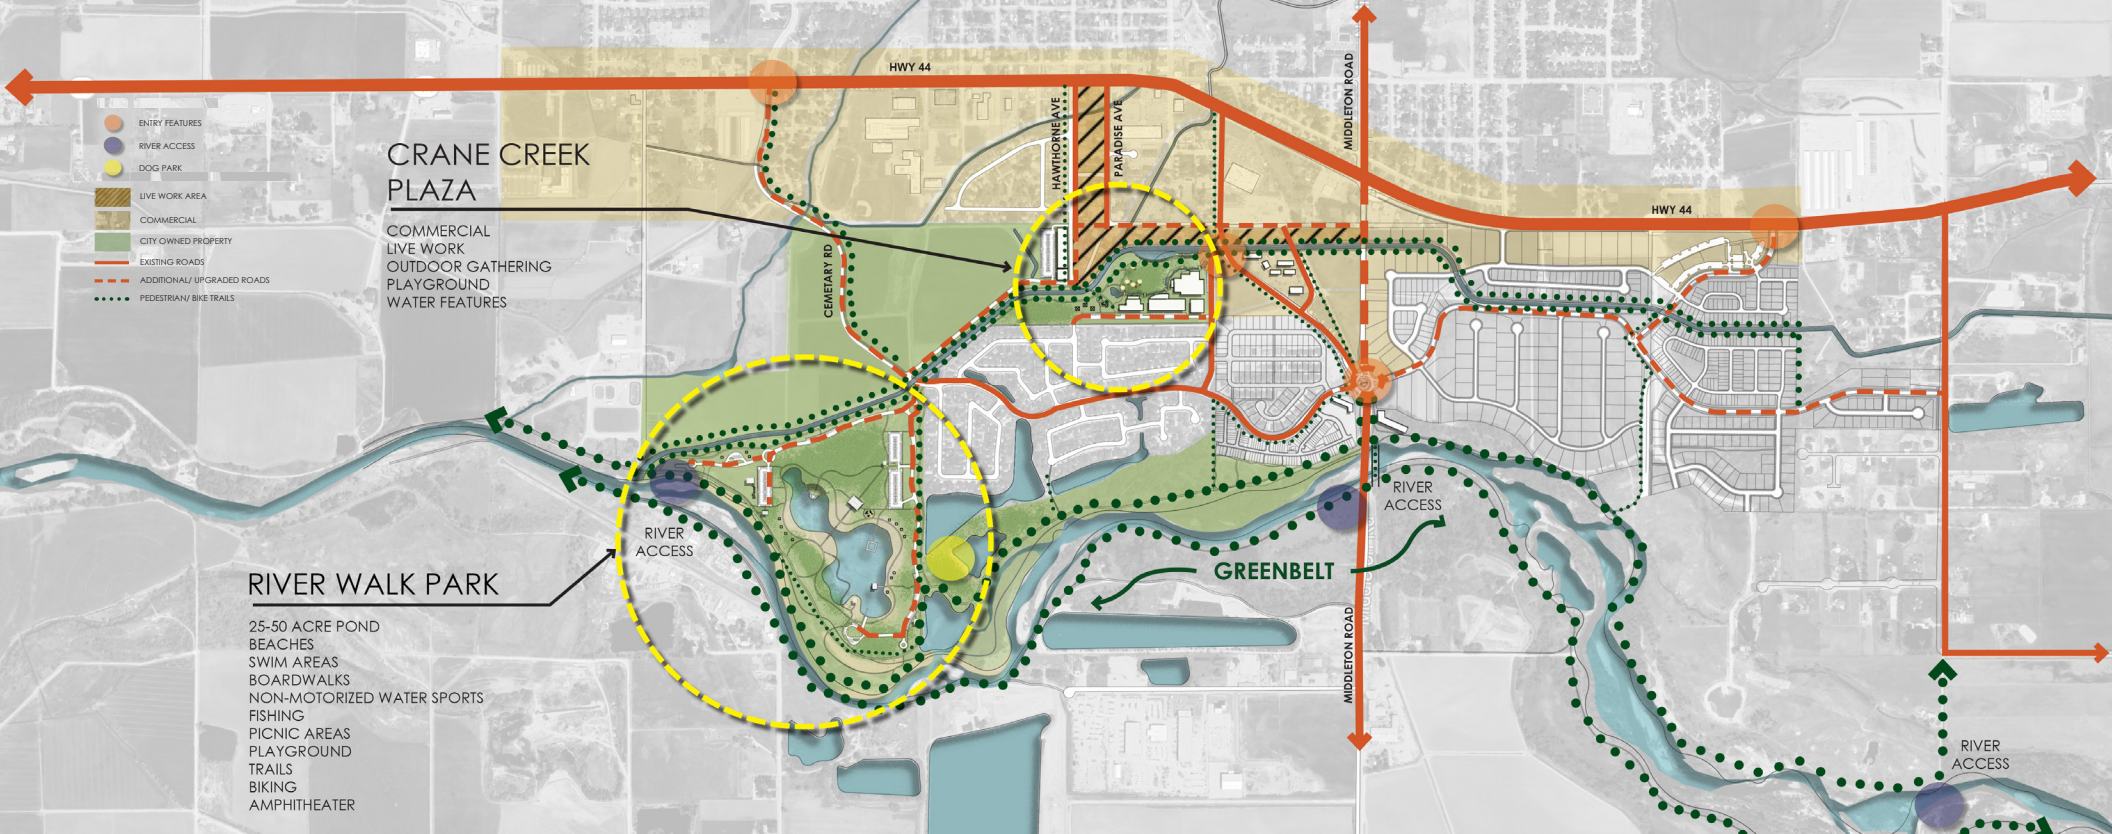 HWY 44
MIDDLETON ROAD
HAWTHORNE AVE
PARADISE AVE
ENTRY FEATURES
RIVER ACCESS
DOG PARK
LIVE WORK AREA
COMMERCIAL
CITY OWNED PROPERTY
EXISTING ROADS
ADDITIONAL/ UPGRADED ROADS
PEDESTRIAN/ BIKE TRAILS
CRANE CREEK
PLAZA
COMMERCIAL
LIVE WORK
OUTDOOR GATHERING
PLAYGROUND
WATER FEATURES
HWY 44
CEMETARY RD
RIVER
ACCESS
RIVER
ACCESS
GREENBELT
RIVER WALK PARK
25-50 ACRE POND
BEACHES
SWIM AREAS
BOARDWALKS
NON-MOTORIZED WATER SPORTS
FISHING
PICNIC AREAS
PLAYGROUND
TRAILS
BIKING
AMPHITHEATER
MIDDLETON ROAD
RIVER
ACCESS